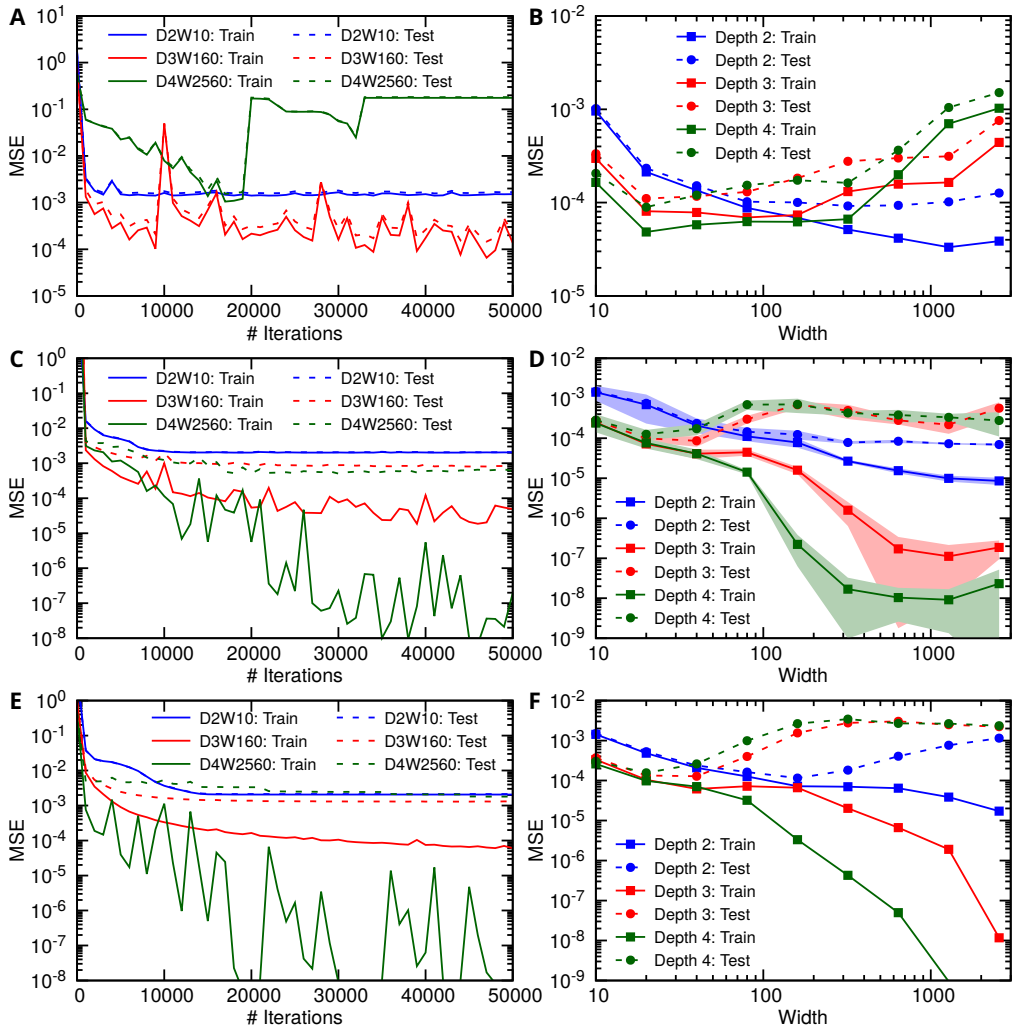 A
10^1
10^0
10^-1
10^-2
10^-3
10^-4
10^-5
MSE
D2W10: Train
D3W160: Train
D4W2560: Train
D2W10: Test
D3W160: Test
D4W2560: Test
0
10000
20000
30000
40000
50000
# Iterations
B
10^-2
10^-3
10^-4
10^-5
MSE
Depth 2: Train
Depth 2: Test
Depth 3: Train
Depth 3: Test
Depth 4: Train
Depth 4: Test
10
100
1000
Width
C
10^0
10^-1
10^-2
10^-3
10^-4
10^-5
10^-6
10^-7
10^-8
MSE
D2W10: Train
D3W160: Train
D4W2560: Train
D2W10: Test
D3W160: Test
D4W2560: Test
0
10000
20000
30000
40000
50000
# Iterations
D
10^-2
10^-3
10^-4
10^-5
10^-6
10^-7
10^-8
10^-9
MSE
Depth 2: Train
Depth 2: Test
Depth 3: Train
Depth 3: Test
Depth 4: Train
Depth 4: Test
10
100
1000
Width
E
10^0
10^-1
10^-2
10^-3
10^-4
10^-5
10^-6
10^-7
10^-8
MSE
D2W10: Train
D3W160: Train
D4W2560: Train
D2W10: Test
D3W160: Test
D4W2560: Test
0
10000
20000
30000
40000
50000
# Iterations
F
10^-2
10^-3
10^-4
10^-5
10^-6
10^-7
10^-8
10^-9
MSE
Depth 2: Train
Depth 2: Test
Depth 3: Train
Depth 3: Test
Depth 4: Train
Depth 4: Test
10
100
1000
Width